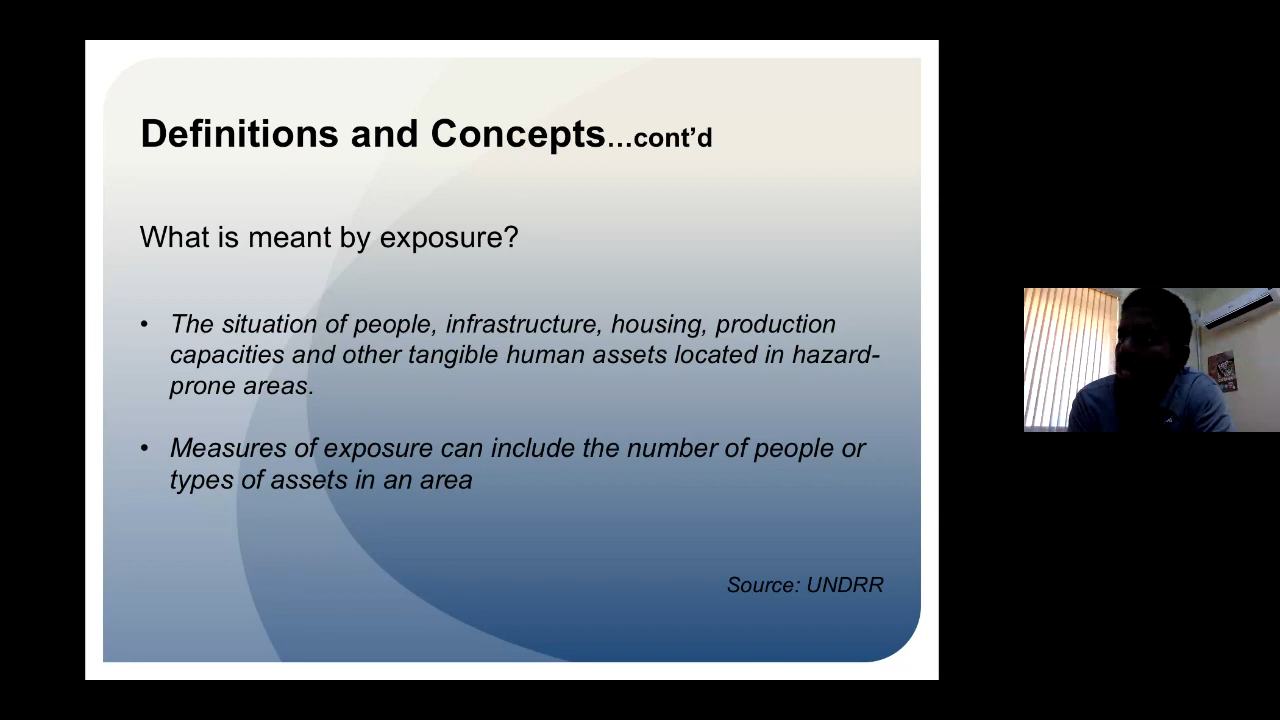 Definitions and Concepts...cont’d
What is meant by exposure?
• The situation of people, infrastructure, housing, production
capacities and other tangible human assets located in hazard-
prone areas.
• Measures of exposure can include the number of people or
types of assets in an area
Source: UNDRR